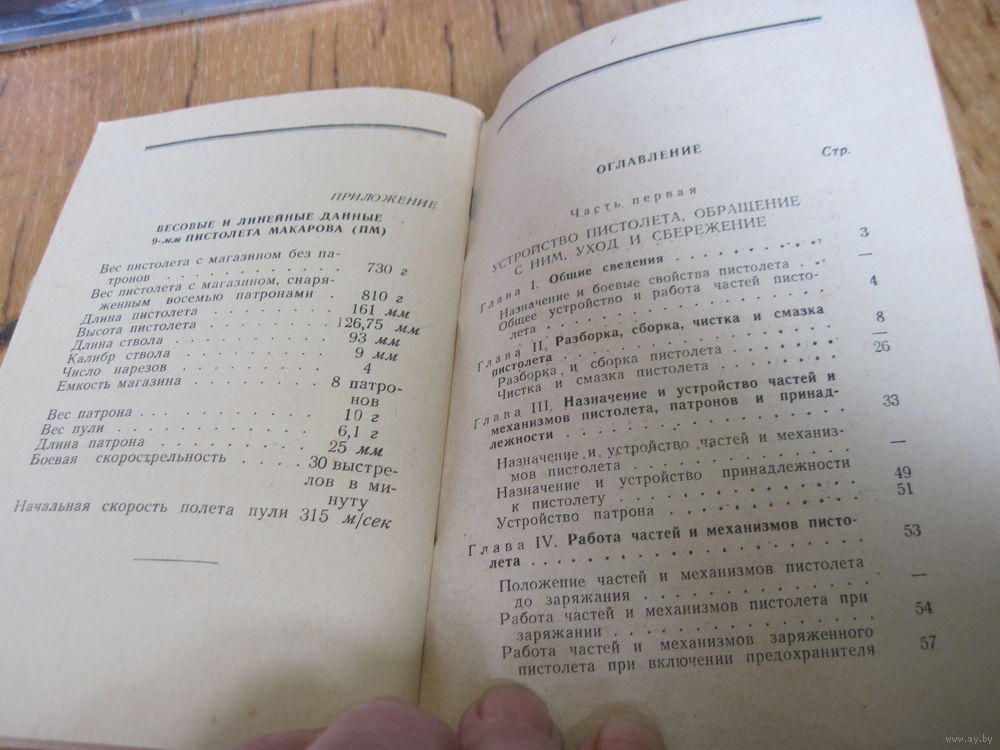 ПРИЛОЖЕНИЕ
ВЕСОВЫЕ И ЛИНЕЙНЫЕ ДАННЫЕ
9-мм ПИСТОЛЕТА МАКАРОВА (ПМ)
Вес пистолета с магазином без па-
тронов . . . . . . . . . . . 730 г
Вес пистолета с магазином, снаря-
женным восемью патронами . 810 г
Длина пистолета . . . . . . . . 161 мм
Высота пистолета . . . . . . . 126,75 мм
Длина ствола . . . . . . . . . 93 мм
Калибр ствола . . . . . . . . . 9 мм
Число нарезов . . . . . . . . . 4
Емкость магазина . . . . . . . . 8 патро-
нов
Вес патрона . . . . . . . . . . 10 г
Вес пули . . . . . . . . . . . 6,1 г
Длина патрона . . . . . . . . . 25 мм
Боевая скорострельность . . . . 30 выстре-
лов в ми-
нуту
Начальная скорость полета пули 315 м/сек
ОГЛАВЛЕНИЕ
Стр.
Часть первая
УСТРОЙСТВО ПИСТОЛЕТА, ОБРАЩЕНИЕ
С НИМ, УХОД И СБЕРЕЖЕНИЕ
Глава I. Общие сведения . . . . . . . . 3
Назначение и боевые свойства пистолета . . —
Общее устройство и работа частей писто-
лета . . . . . . . . . . . . . . 4
Глава II. Разборка, сборка, чистка и смазка
пистолета . . . . . . . . . . . . . 8
Разборка и сборка пистолета . . . . . —
Чистка и смазка пистолета . . . . . . 26
Глава III. Назначение и устройство частей и
механизмов пистолета, патронов и принад-
лежности . . . . . . . . . . . . . 33
Назначение и устройство частей и механиз-
мов пистолета . . . . . . . . . . —
Назначение и устройство принадлежности
к пистолету . . . . . . . . . . . 49
Устройство патрона . . . . . . . . 51
Глава IV. Работа частей и механизмов писто-
лета . . . . . . . . . . . . . . . 53
Положение частей и механизмов пистолета
до заряжания . . . . . . . . . . —
Работа частей и механизмов пистолета при
заряжании . . . . . . . . . . . 54
Работа частей и механизмов заряженного
пистолета при включении предохранителя 57
www.ay.by